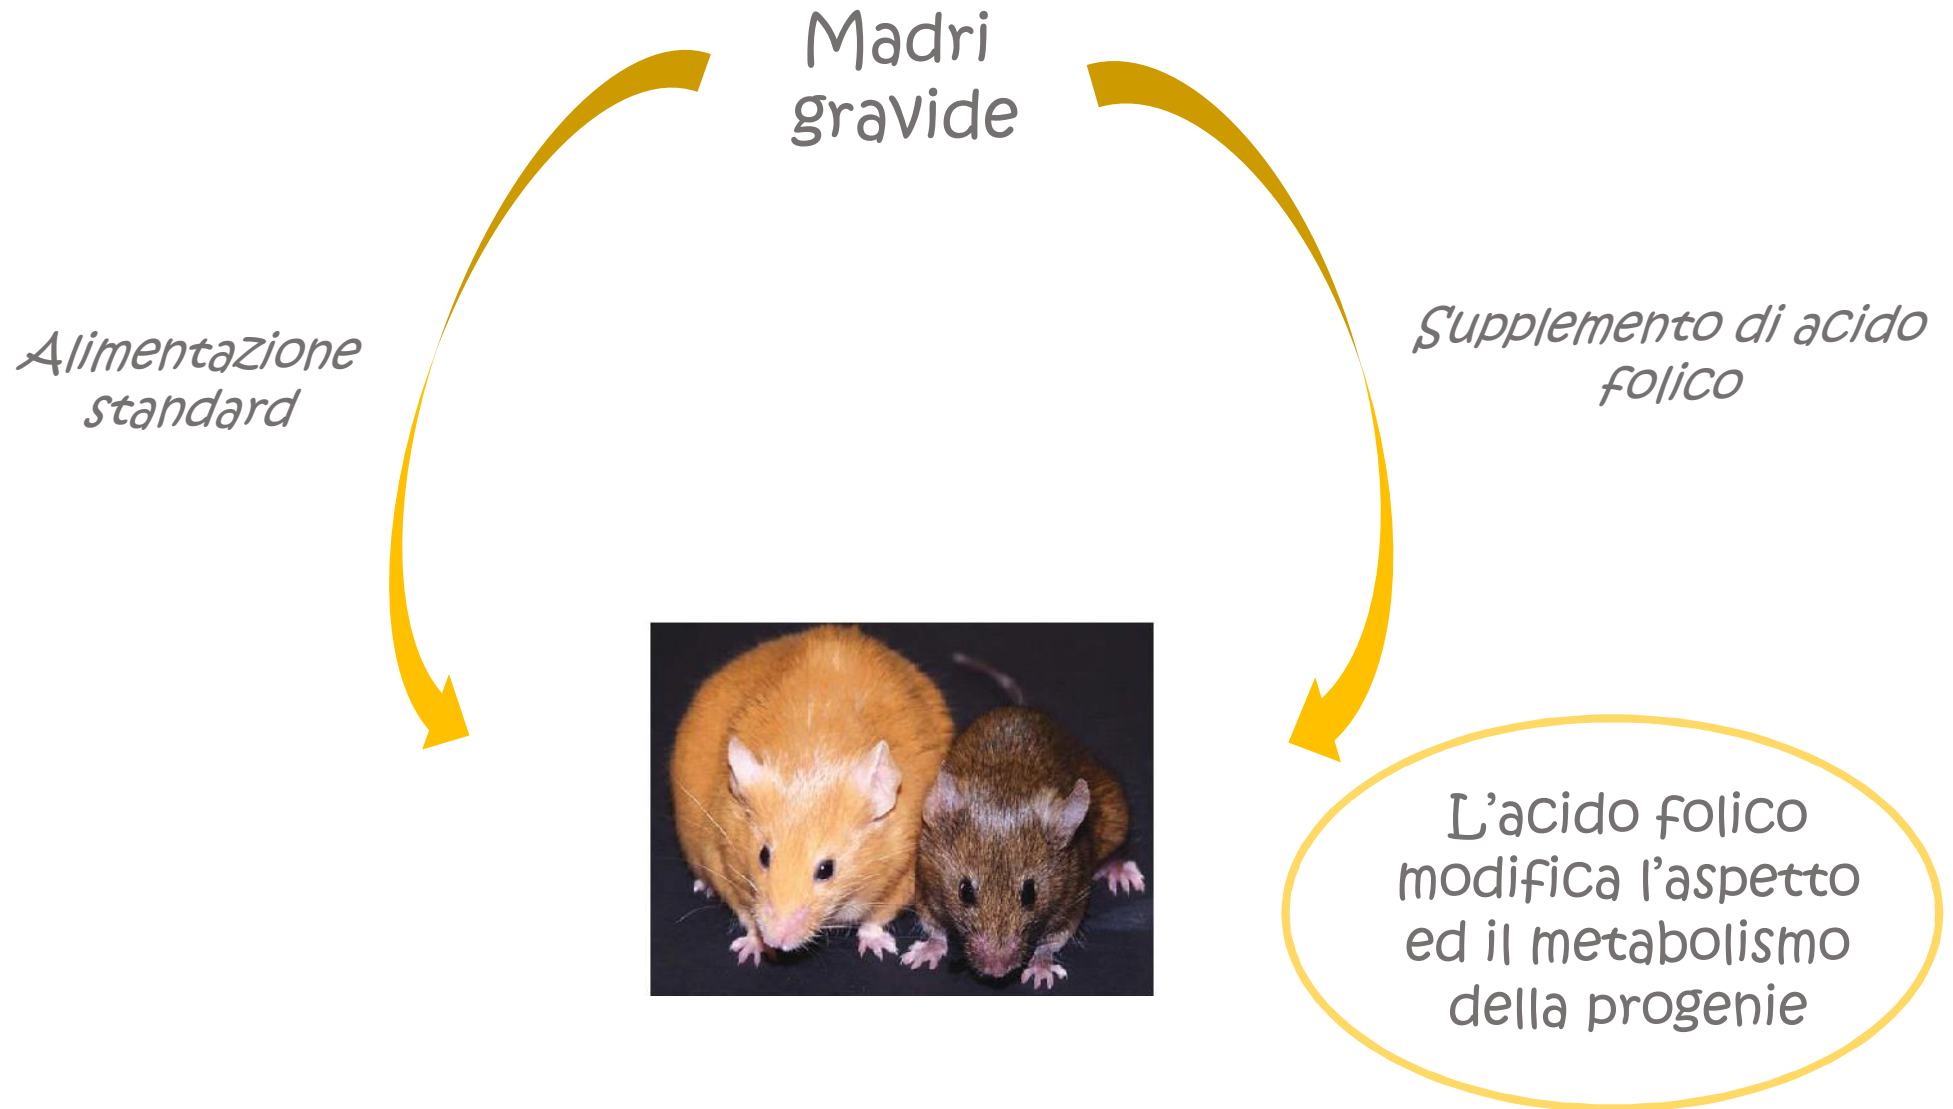 Madri
gravide
Alimentazione
standard
Supplemento di acido
folico
L'acido folico
modifica l'aspetto
ed il metabolismo
della progenie